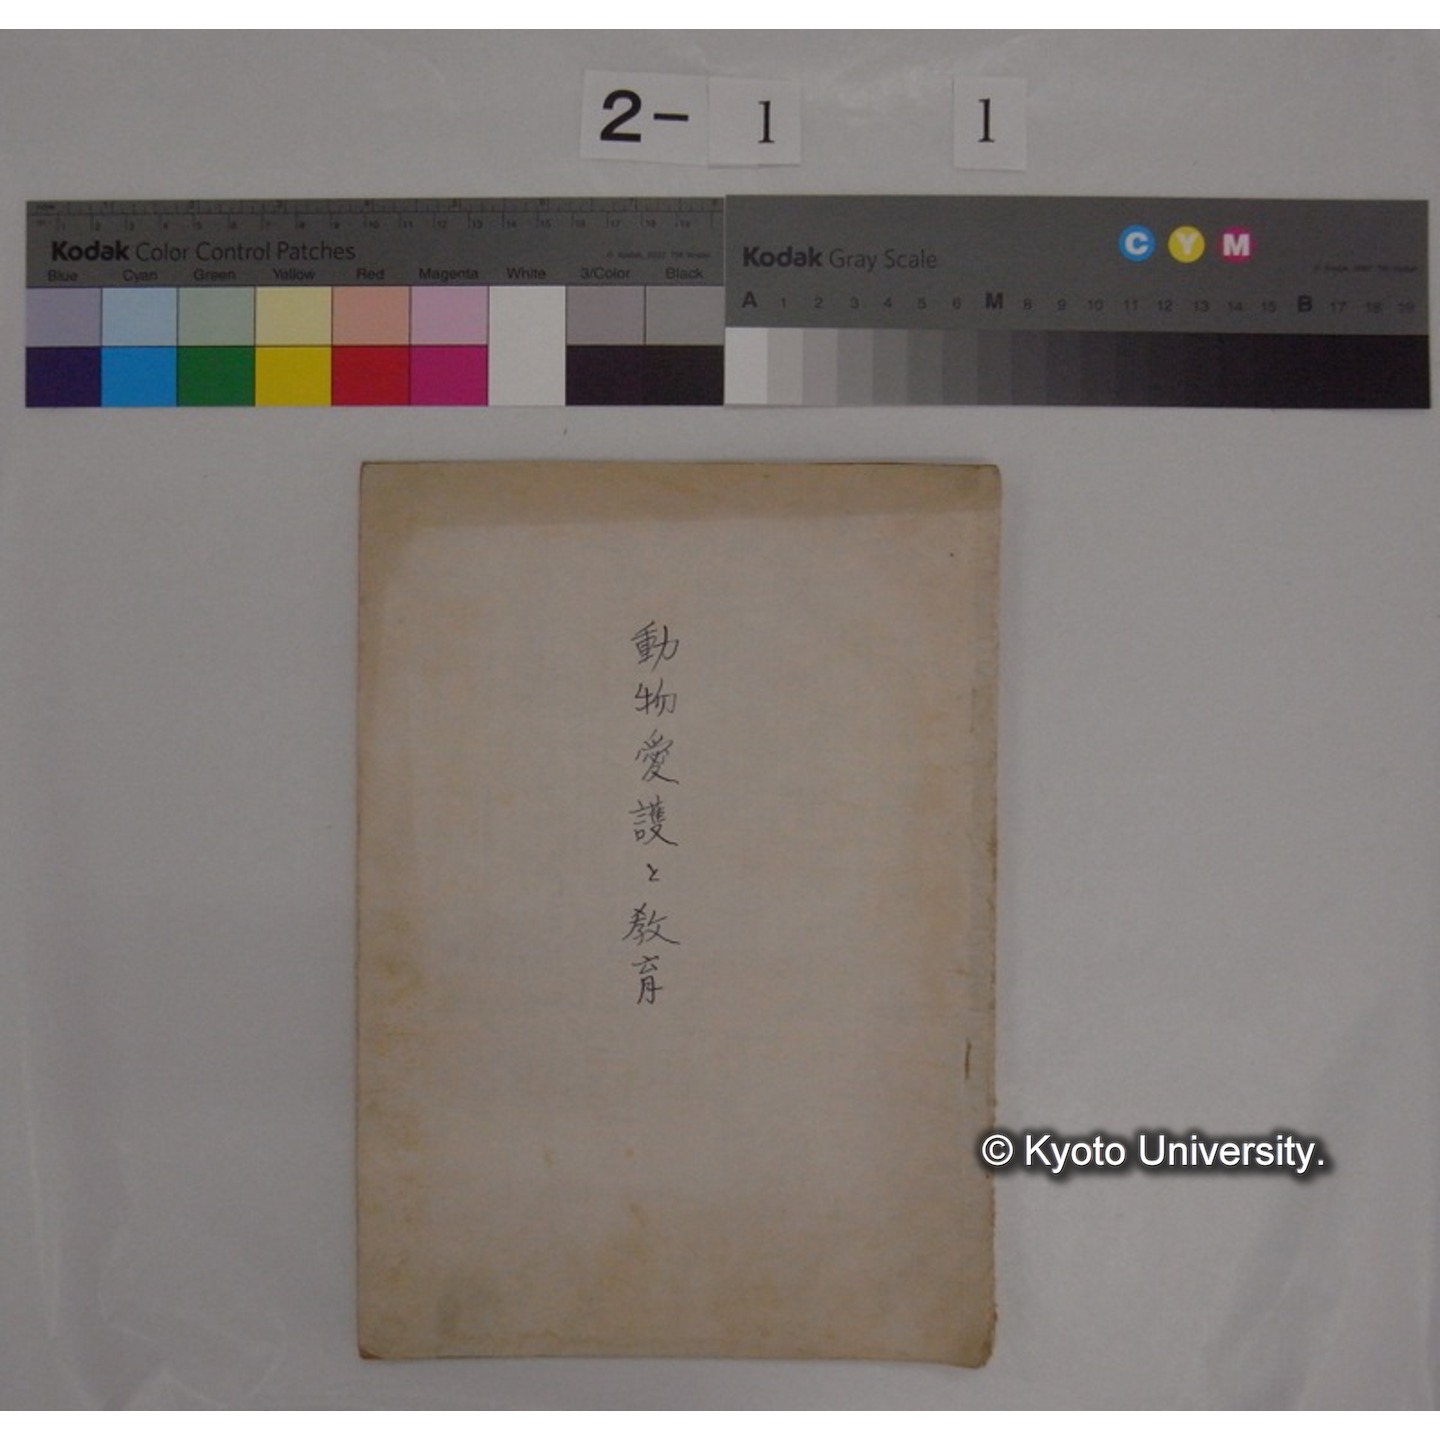 2- 1 1
Kodak Color Control Patches
Blue Cyan Green Yellow Red Magenta White 3/Color Black
Kodak Gray Scale
C Y M
A 1 2 3 4 5 6 M 8 9 10 11 12 13 14 15 B 17 18 19
動物愛護と教育
© Kyoto University.